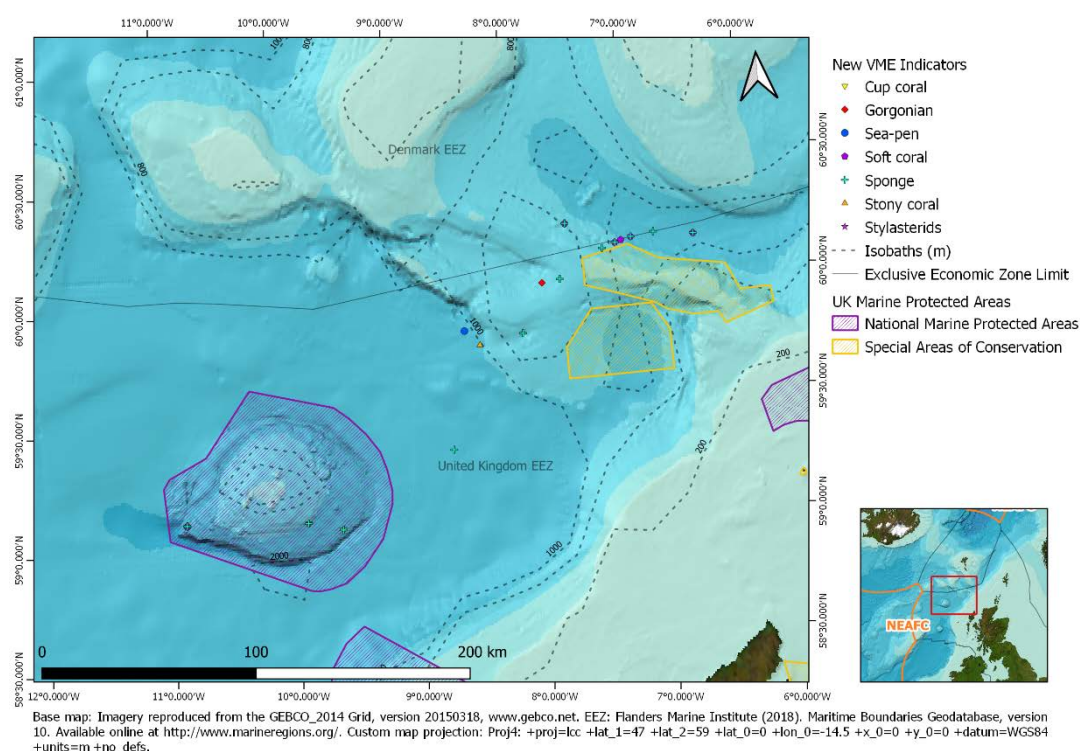 11°0.000'W 10°0.000'W 9°0.000'W 8°0.000'W 7°0.000'W 6°0.000'W
61°0.000'N
60°30.000'N
60°0.000'N
59°30.000'N
59°0.000'N
58°30.000'N
60°30.000'N
60°0.000'N
59°30.000'N
59°0.000'N
58°30.000'N
800
800
Denmark EEZ
1000
200
200
United Kingdom EEZ
1000
2000
0 100 200 km
12°0.000'W 11°0.000'W 10°0.000'W 9°0.000'W 8°0.000'W 7°0.000'W 6°0.000'W
New VME Indicators
Cup coral
Gorgonian
Sea-pen
Soft coral
Sponge
Stony coral
Stylasterids
Isobaths (m)
Exclusive Economic Zone Limit
UK Marine Protected Areas
National Marine Protected Areas
Special Areas of Conservation
NEAFC
Base map: Imagery reproduced from the GEBCO_2014 Grid, version 20150318, www.gebco.net. EEZ: Flanders Marine Institute (2018). Maritime Boundaries Geodatabase, version
10. Available online at http://www.marineregions.org/. Custom map projection: Proj4: +proj=lcc +lat_1=47 +lat_2=59 +lat_0=0 +lon_0=-14.5 +x_0=0 +y_0=0 +datum=WGS84
+units=m +no_defs.